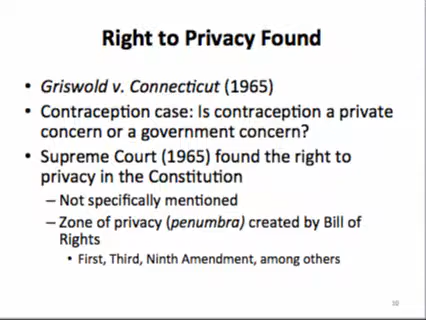 Right to Privacy Found
• Griswold v. Connecticut (1965)
• Contraception case: Is contraception a private
concern or a government concern?
• Supreme Court (1965) found the right to
privacy in the Constitution
– Not specifically mentioned
– Zone of privacy (penumbra) created by Bill of
Rights
• First, Third, Ninth Amendment, among others